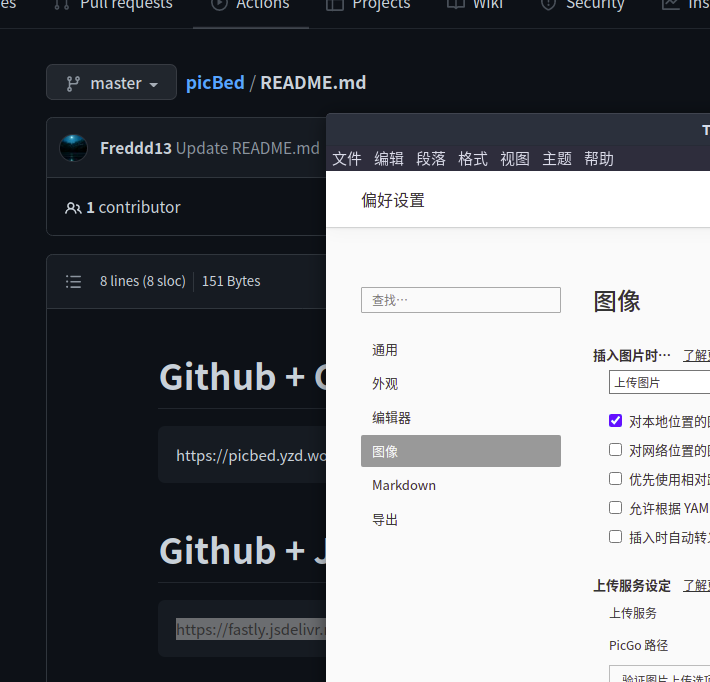 Pull requests
Actions
Projects
Wiki
Security
master
picBed / README.md
Freddd13 Update README.md
1 contributor
8 lines (8 sloc)
151 Bytes
Github +
https://picbed.yzd.wo
Github +
https://fastly.jsdelivr.
文件 编辑 段落 格式 视图 主题 帮助
偏好设置
查找…
通用
外观
编辑器
图像
Markdown
导出
图像
插入图片时… 了解
上传图片
对本地位置的
对网络位置的
优先使用相对
允许根据 YAM
插入时自动转
上传服务设定 了解
上传服务
PicGo 路径
验证图片上传选项